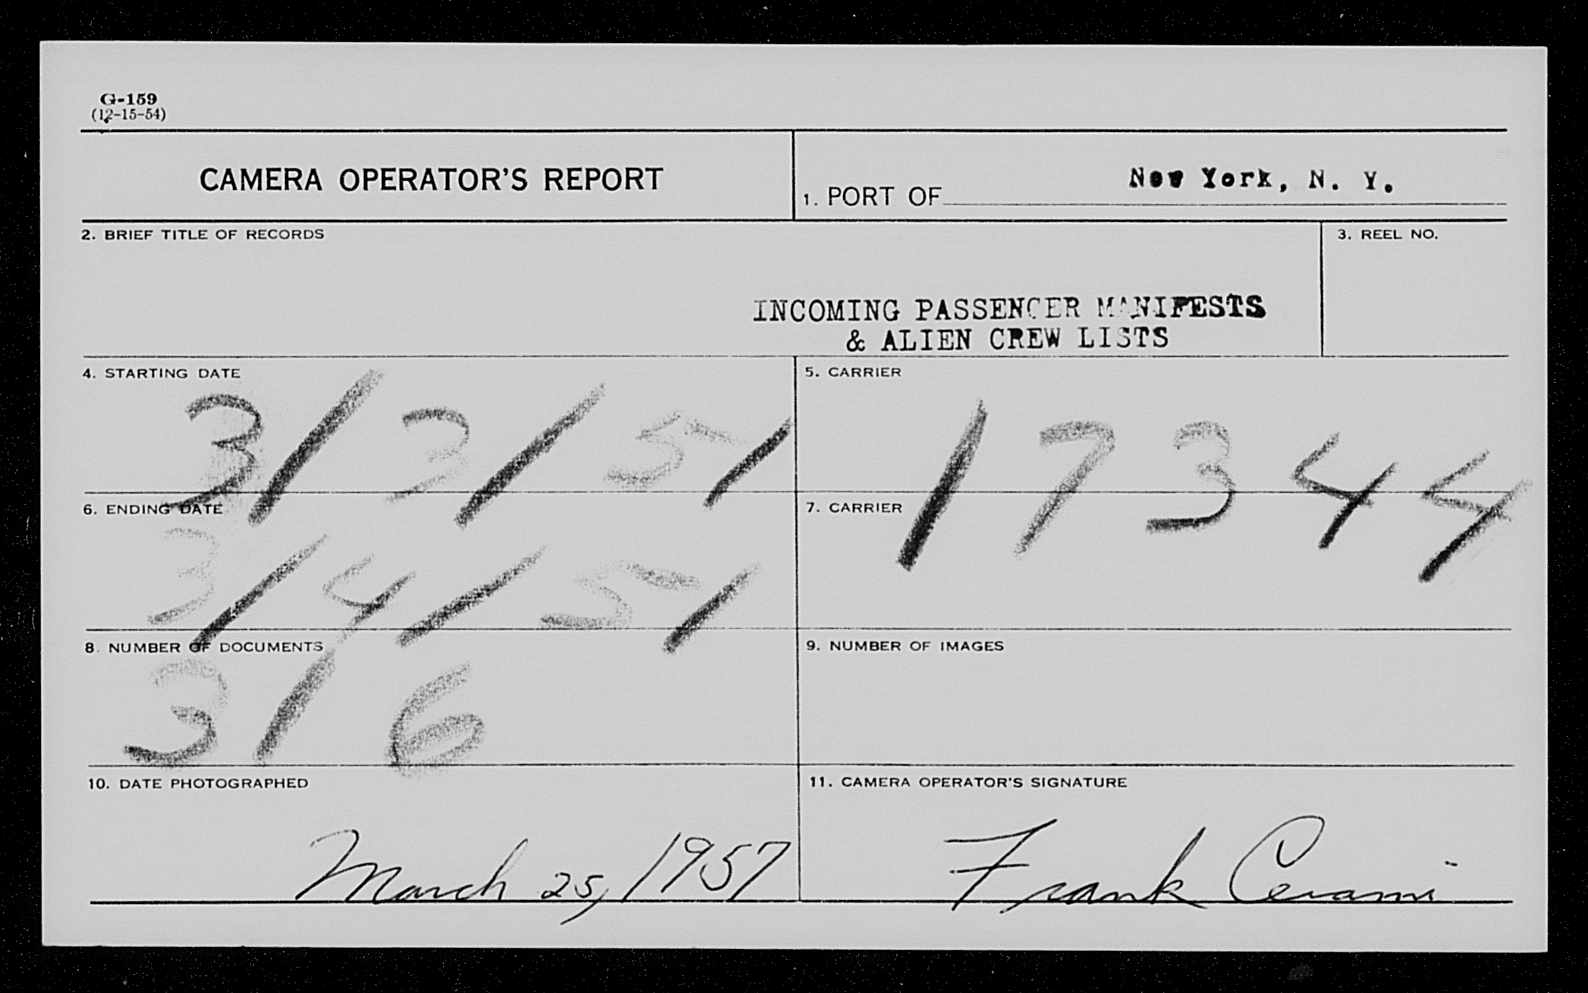 G-159
(12-15-54)
CAMERA OPERATOR'S REPORT
1. PORT OF New York, N. Y.
2. BRIEF TITLE OF RECORDS
3. REEL NO.
INCOMING PASSENGER MANIFESTS
& ALIEN CREW LISTS
4. STARTING DATE
3/3/51
5. CARRIER
17344
6. ENDING DATE
3/4/51
7. CARRIER
8. NUMBER OF DOCUMENTS
316
9. NUMBER OF IMAGES
10. DATE PHOTOGRAPHED
March 25, 1957
11. CAMERA OPERATOR'S SIGNATURE
Frank Cerami